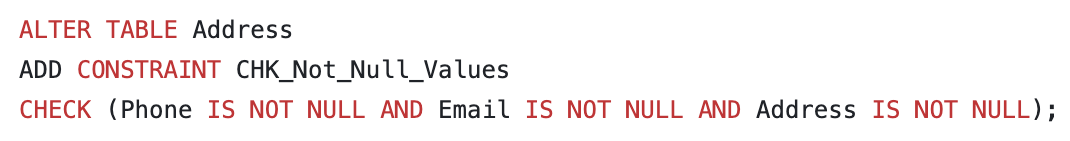 ALTER TABLE Address
ADD CONSTRAINT CHK_Not_Null_Values
CHECK (Phone IS NOT NULL AND Email IS NOT NULL AND Address IS NOT NULL);